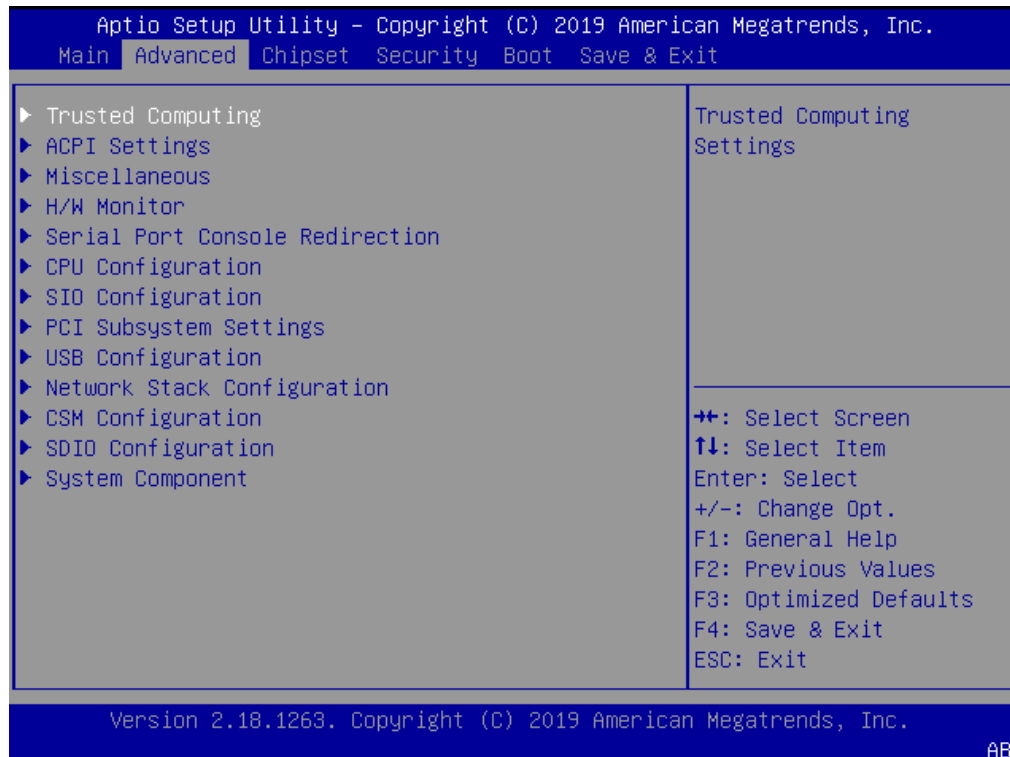 Aptio Setup Utility – Copyright (C) 2019 American Megatrends, Inc.
Main Advanced Chipset Security Boot Save & Exit
Trusted Computing
ACPI Settings
Miscellaneous
H/W Monitor
Serial Port Console Redirection
CPU Configuration
SIO Configuration
PCI Subsystem Settings
USB Configuration
Network Stack Configuration
CSM Configuration
SDIO Configuration
System Component
Trusted Computing
Settings
→←: Select Screen
↑↓: Select Item
Enter: Select
+/-: Change Opt.
F1: General Help
F2: Previous Values
F3: Optimized Defaults
F4: Save & Exit
ESC: Exit
Version 2.18.1263. Copyright (C) 2019 American Megatrends, Inc.
AB